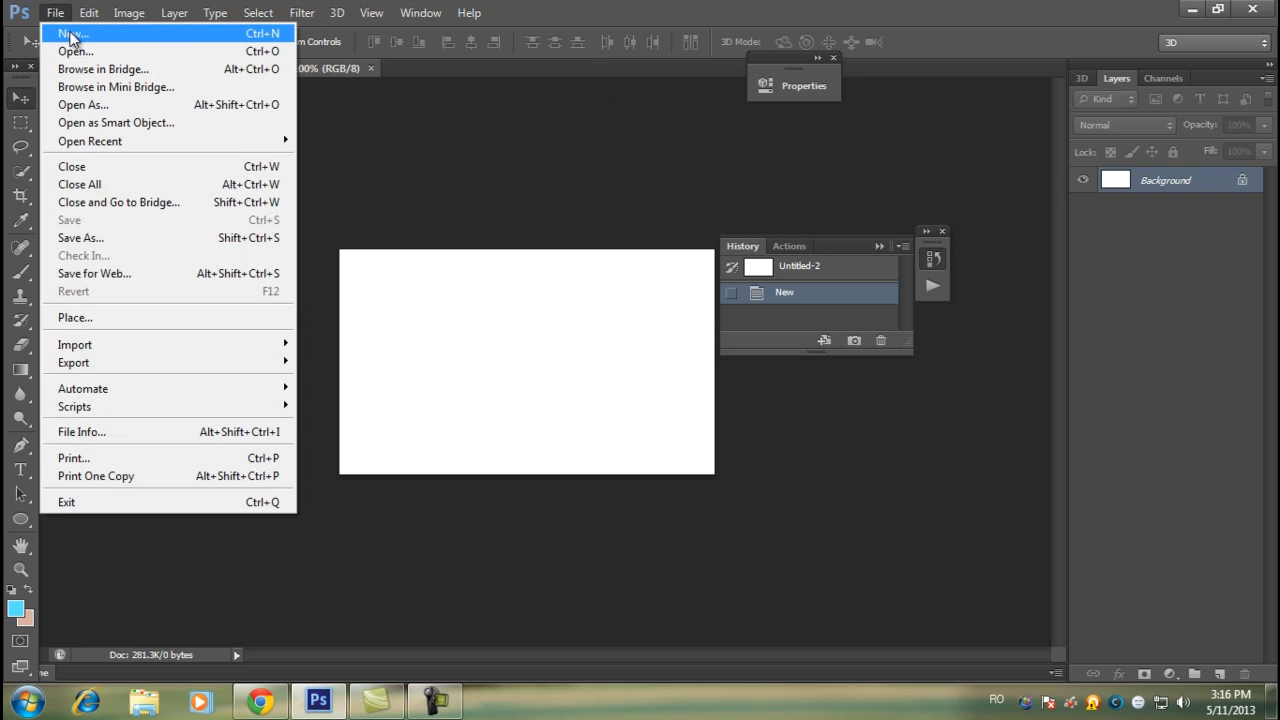 Ps File Edit Image Layer Type Select Filter 3D View Window Help
m Controls 3D Mode: 3D
00% (RGB/8) ×
New... Ctrl+N
Open... Ctrl+O
Browse in Bridge... Alt+Ctrl+O
Browse in Mini Bridge...
Open As... Alt+Shift+Ctrl+O
Open as Smart Object...
Open Recent
Close Ctrl+W
Close All Alt+Ctrl+W
Close and Go to Bridge... Shift+Ctrl+W
Save Ctrl+S
Save As... Shift+Ctrl+S
Check In...
Save for Web... Alt+Shift+Ctrl+S
Revert F12
Place...
Import
Export
Automate
Scripts
File Info... Alt+Shift+Ctrl+I
Print... Ctrl+P
Print One Copy Alt+Shift+Ctrl+P
Exit Ctrl+Q
Properties
History Actions
Untitled-2
New
3D Layers Channels
Kind
Normal Opacity: 100%
Lock: Fill: 100%
Background
Doc: 281.3K/0 bytes
ne
Ps RO 3:16 PM
5/11/2013